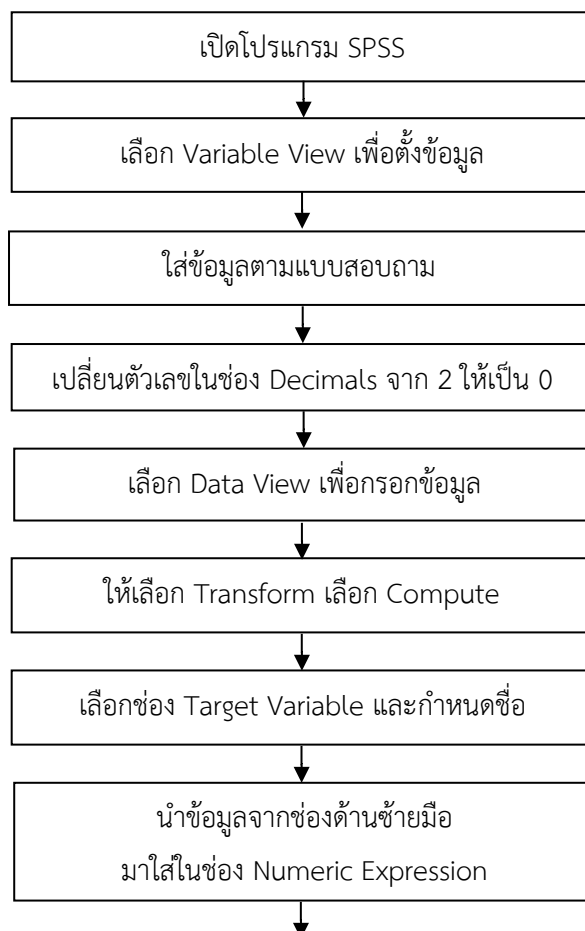 เปิดโปรแกรม SPSS
เลือก Variable View เพื่อตั้งข้อมูล
ใส่ข้อมูลตามแบบสอบถาม
เปลี่ยนตัวเลขในช่อง Decimals จาก 2 ให้เป็น 0
เลือก Data View เพื่อกรอกข้อมูล
ให้เลือก Transform เลือก Compute
เลือกช่อง Target Variable และกำหนดชื่อ
นำข้อมูลจากช่องด้านซ้ายมือ
มาใส่ในช่อง Numeric Expression